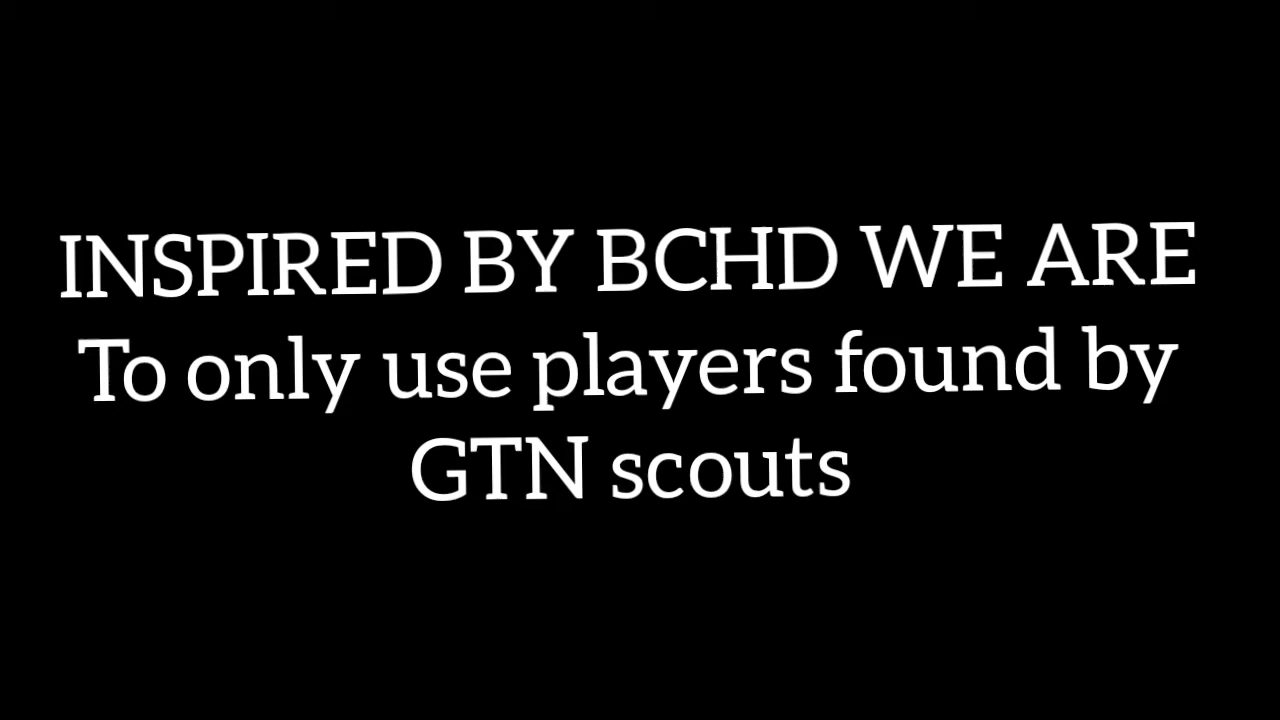 INSPIRED BY BCHD WE ARE
To only use players found by
GTN scouts